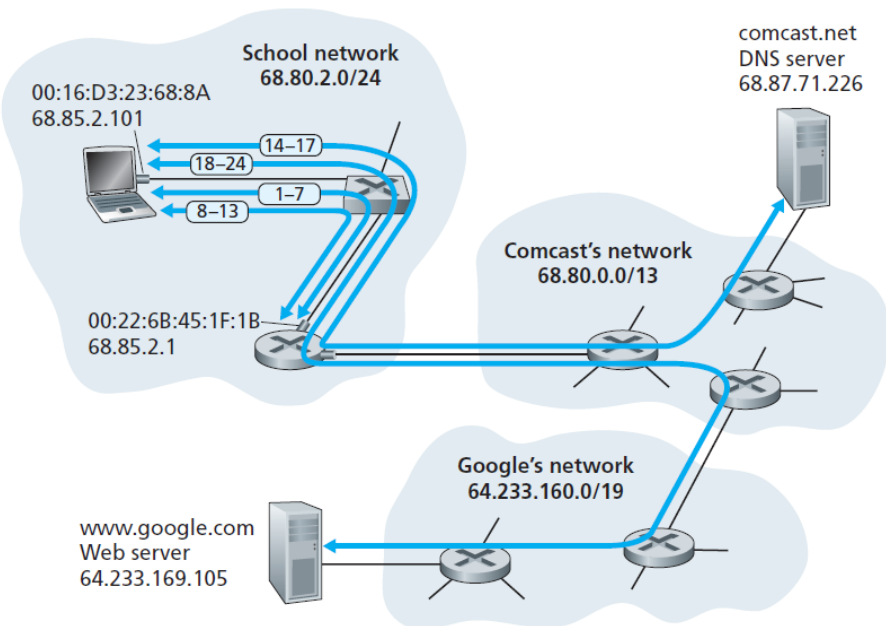 School network
68.80.2.0/24
00:16:D3:23:68:8A
68.85.2.101
14–17
18–24
1–7
8–13
00:22:6B:45:1F:1B
68.85.2.1
comcast.net
DNS server
68.87.71.226
Comcast's network
68.80.0.0/13
Google's network
64.233.160.0/19
www.google.com
Web server
64.233.169.105